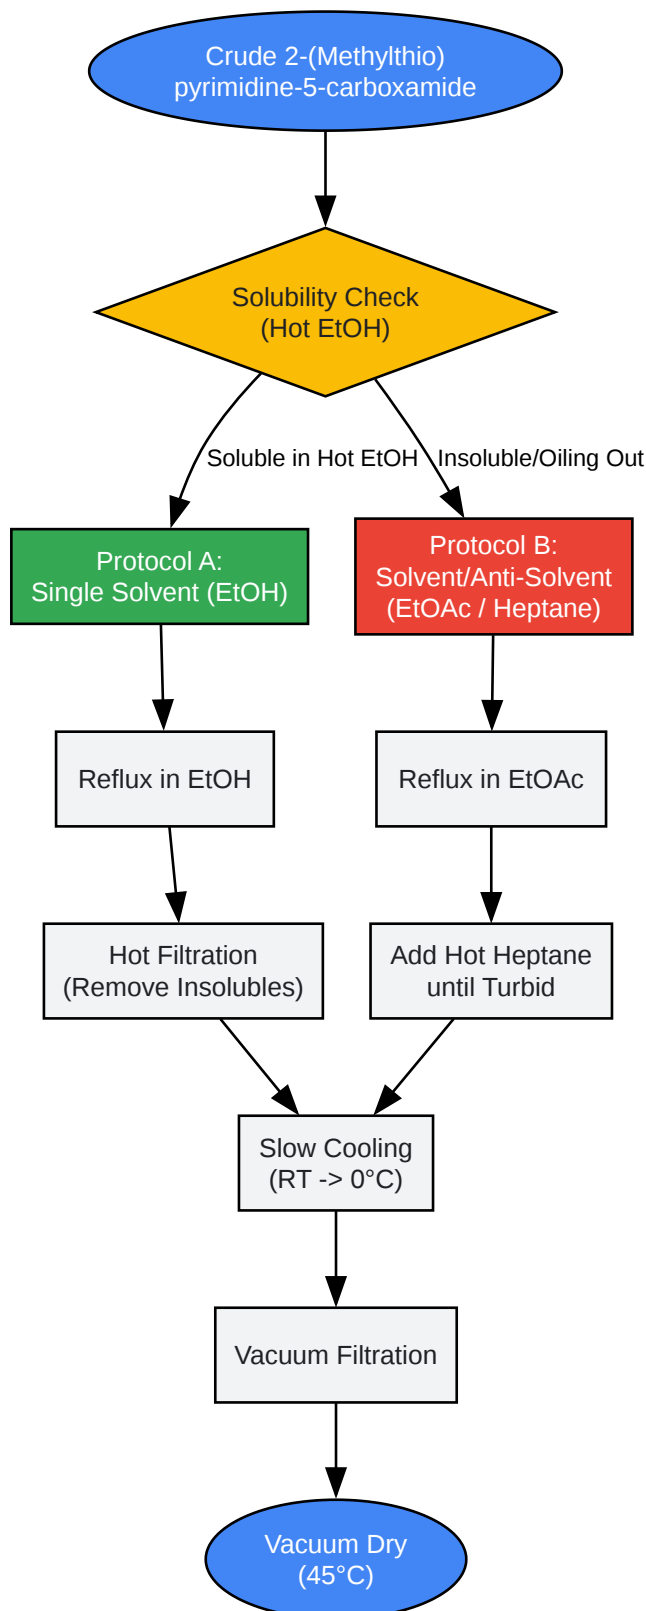 Crude 2-(Methylthio)
pyrimidine-5-carboxamide
Solubility Check
(Hot EtOH)
Soluble in Hot EtOH
Insoluble/Oiling Out
Protocol A:
Single Solvent (EtOH)
Protocol B:
Solvent/Anti-Solvent
(EtOAc / Heptane)
Reflux in EtOH
Reflux in EtOAc
Hot Filtration
(Remove Insolubles)
Add Hot Heptane
until Turbid
Slow Cooling
(RT -> 0°C)
Vacuum Filtration
Vacuum Dry
(45°C)